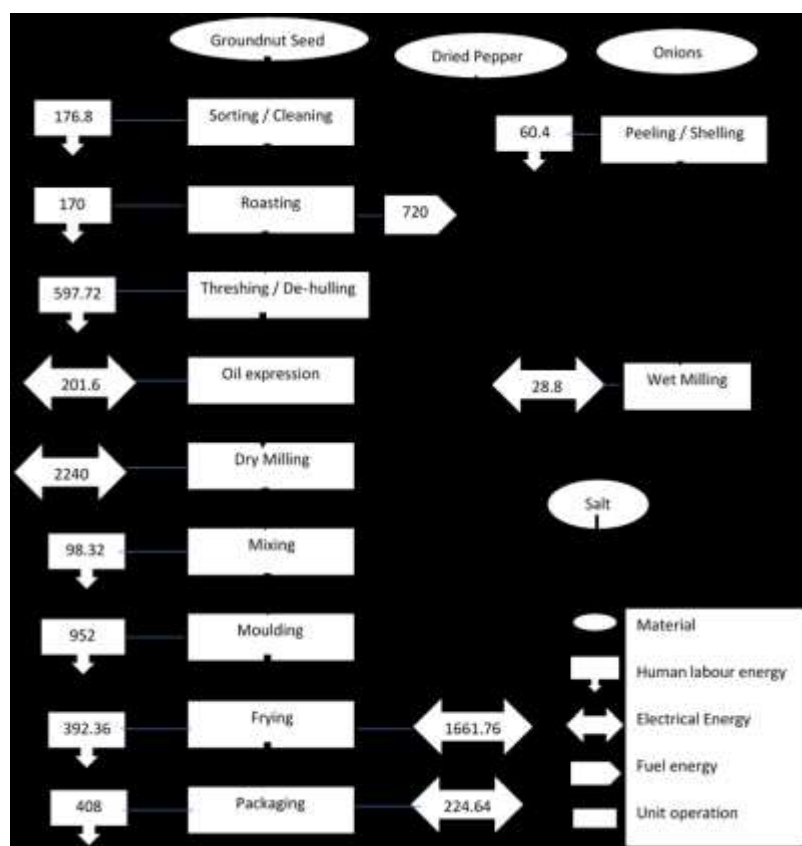 Groundnut Seed
Dried Pepper
Onions
176.8
Sorting / Cleaning
60.4
Peeling / Shelling
170
Roasting
720
597.72
Threshing / De-hulling
201.6
Oil expression
28.8
Wet Milling
2240
Dry Milling
Salt
98.32
Mixing
952
Moulding
Material
Human labour energy
392.36
Frying
1661.76
Electrical Energy
Fuel energy
408
Packaging
224.64
Unit operation